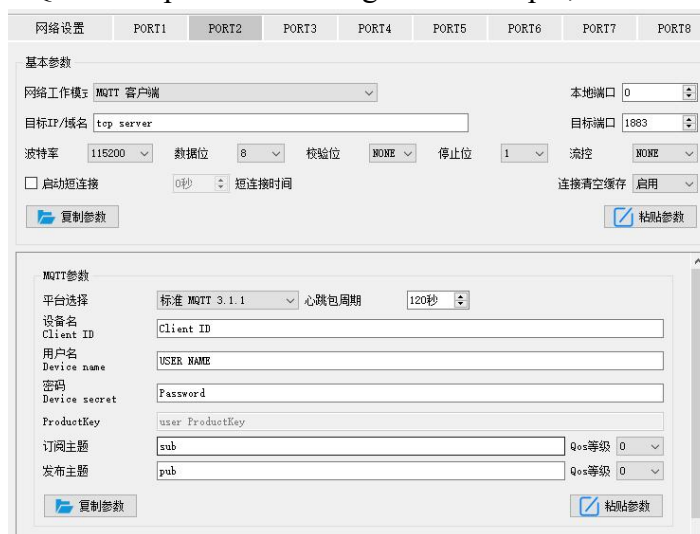 网络设置 PORT1 PORT2 PORT3 PORT4 PORT5 PORT6 PORT7 PORT8
基本参数
网络工作模式 MQTT 客户端 本地端口 0
目标IP/域名 tcp server 目标端口 1883
波特率 115200 数据位 8 校验位 NONE 停止位 1 流控 NONE
启动短连接 0秒 短连接时间 连接清空缓存 启用
复制参数 粘贴参数
MQTT参数
平台选择 标准 MQTT 3.1.1 心跳包周期 120秒
设备名
Client ID Client ID
用户名
Device name USER NAME
密码
Device secret Password
ProductKey user ProductKey
订阅主题 sub Qos等级 0
发布主题 pub Qos等级 0
复制参数 粘贴参数